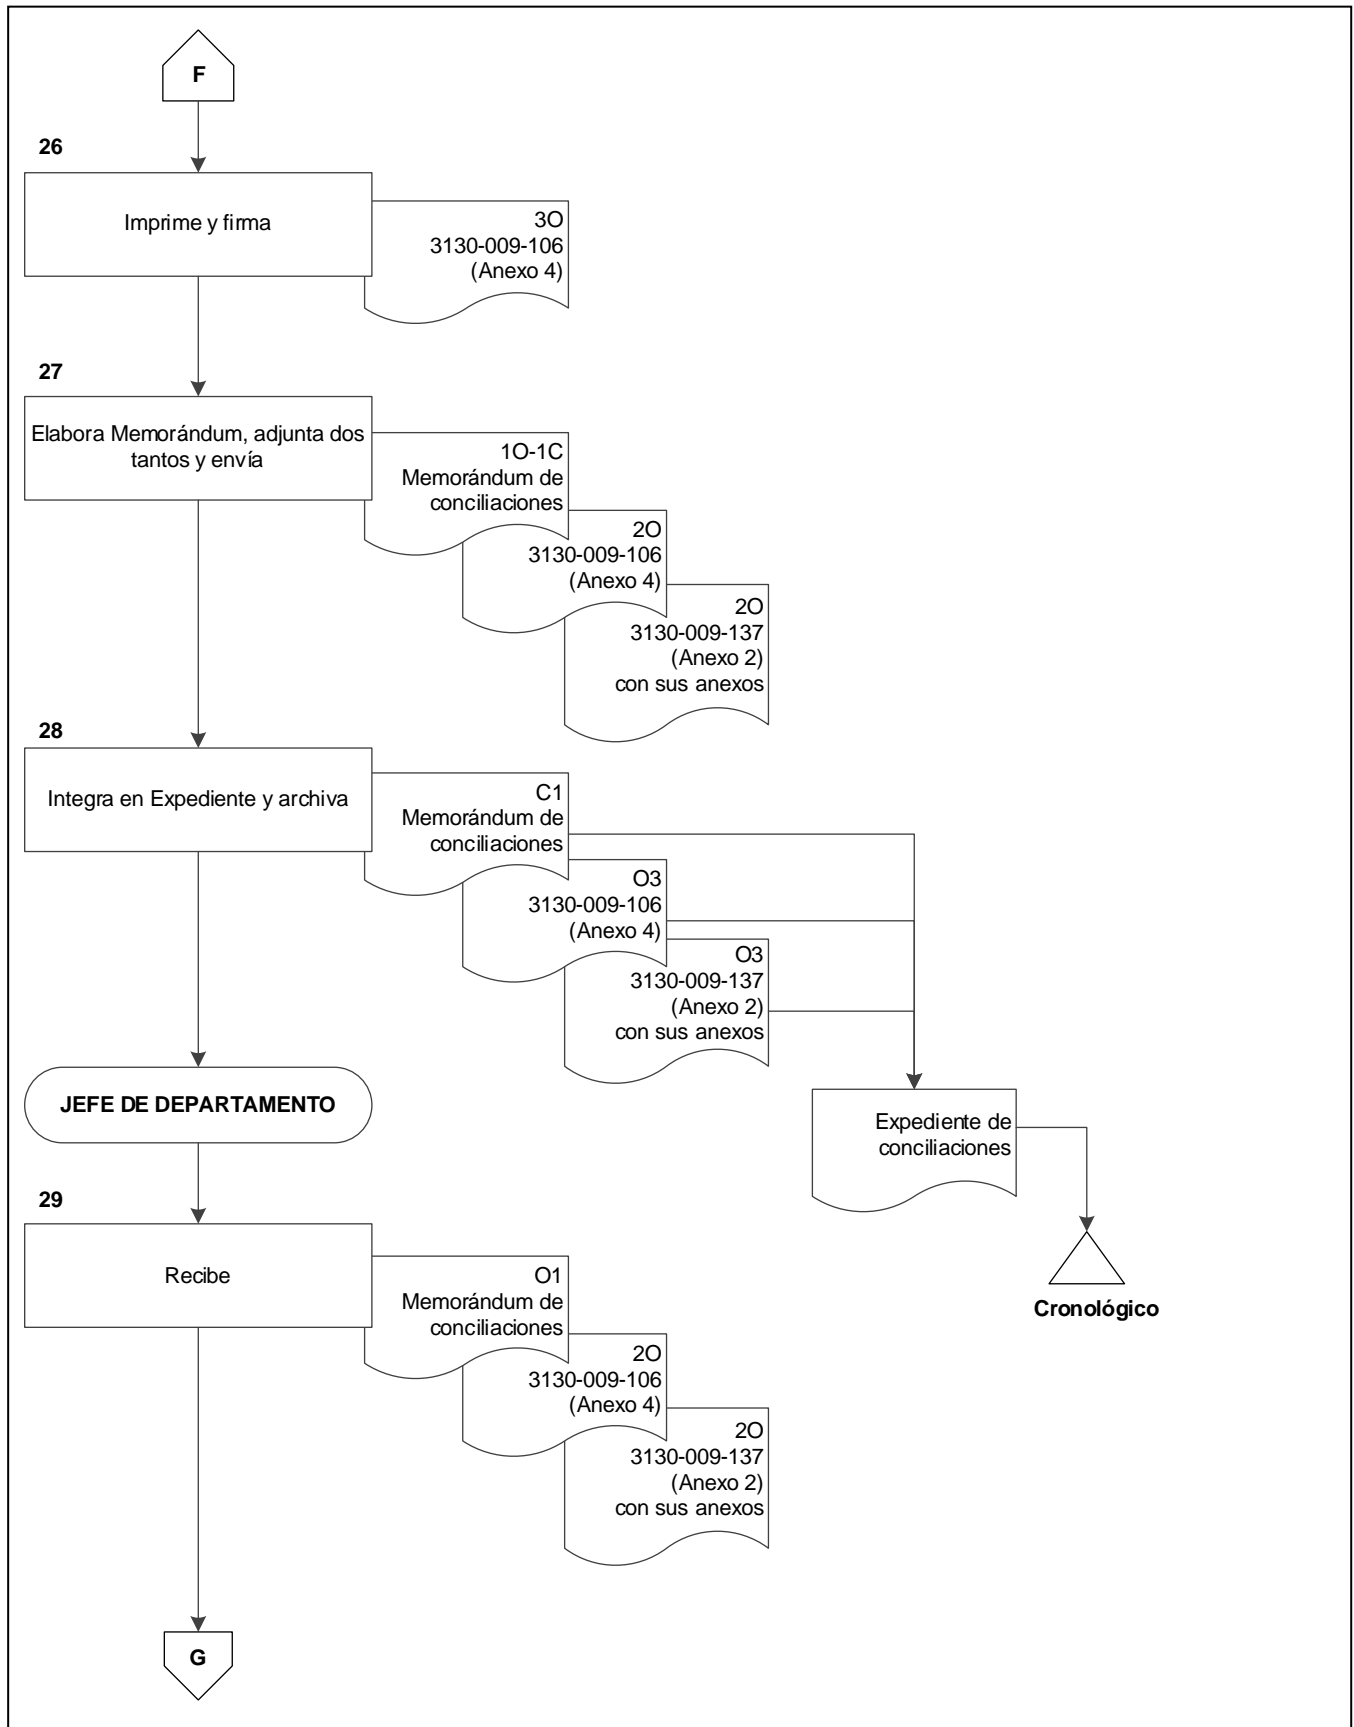 F
26
Imprime y firma
3O
3130-009-106
(Anexo 4)
27
Elabora Memorándum, adjunta dos
tantos y envía
1O-1C
Memorándum de
conciliaciones
2O
3130-009-106
(Anexo 4)
2O
3130-009-137
(Anexo 2)
con sus anexos
28
Integra en Expediente y archiva
C1
Memorándum de
conciliaciones
O3
3130-009-106
(Anexo 4)
O3
3130-009-137
(Anexo 2)
con sus anexos
JEFE DE DEPARTAMENTO
Expediente de
conciliaciones
Cronológico
29
Recibe
O1
Memorándum de
conciliaciones
2O
3130-009-106
(Anexo 4)
2O
3130-009-137
(Anexo 2)
con sus anexos
G